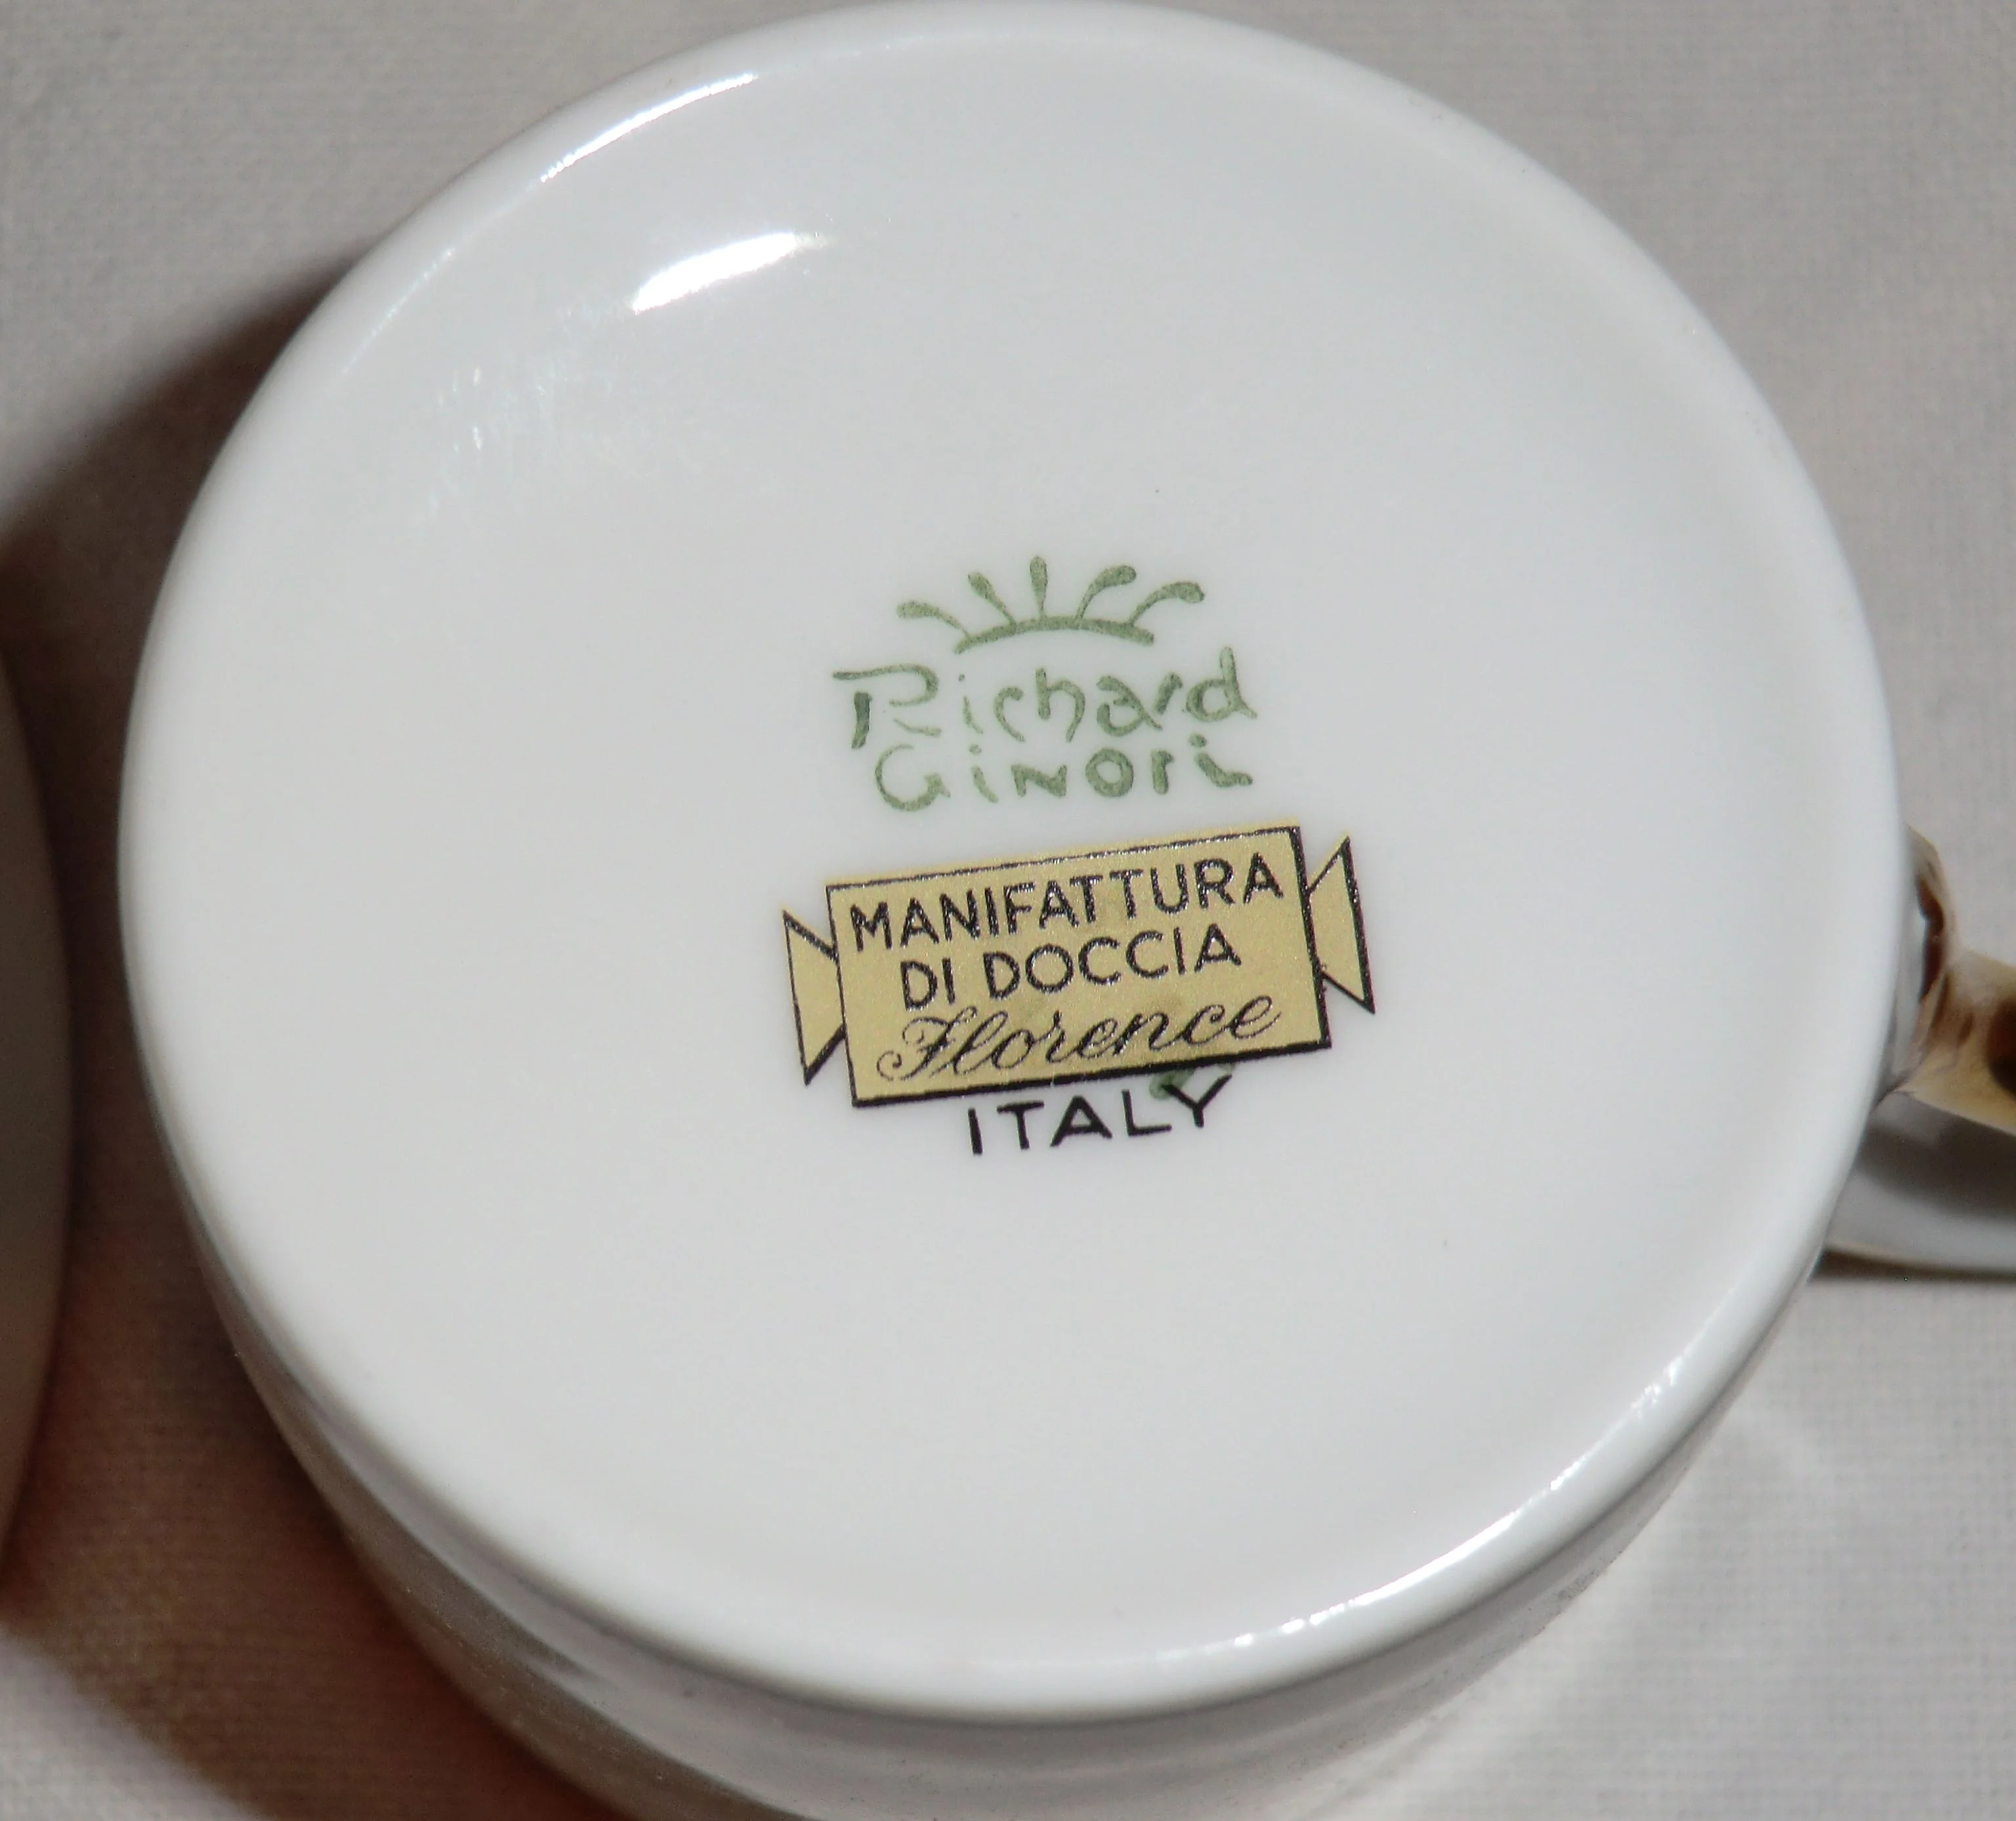 Richard
Ginori
MANIFATTURA
DI DOCCIA
Florence
ITALY